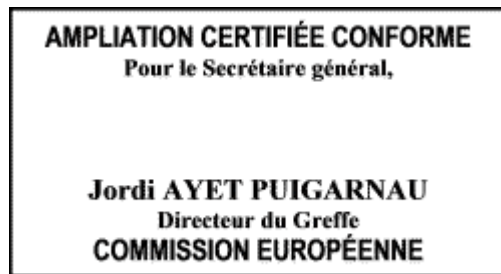 AMPLIATION CERTIFIÉE CONFORME
Pour le Secrétaire général,
Jordi AYET PUIGARNAU
Directeur du Greffe
COMMISSION EUROPÉENNE